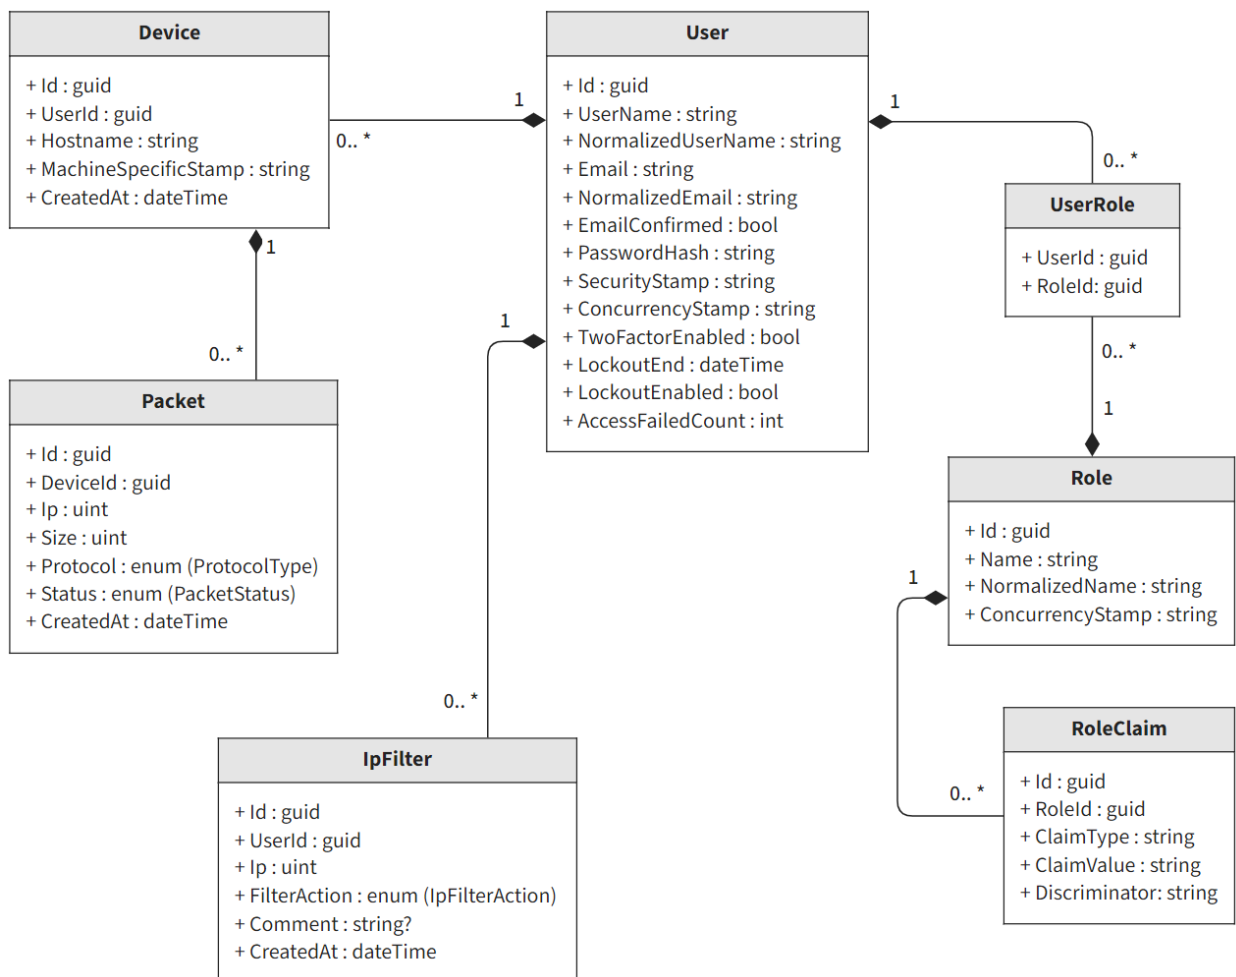 Device
+ Id : guid
+ UserId : guid
+ Hostname : string
+ MachineSpecificStamp : string
+ CreatedAt : dateTime
1
0.. *
User
+ Id : guid
+ UserName : string
+ NormalizedUserName : string
+ Email : string
+ NormalizedEmail : string
+ EmailConfirmed : bool
+ PasswordHash : string
+ SecurityStamp : string
+ ConcurrencyStamp : string
+ TwoFactorEnabled : bool
+ LockoutEnd : dateTime
+ LockoutEnabled : bool
+ AccessFailedCount : int
1
0.. *
UserRole
+ UserId : guid
+ RoleId: guid
1
0.. *
Packet
+ Id : guid
+ DeviceId : guid
+ Ip : uint
+ Size : uint
+ Protocol : enum (ProtocolType)
+ Status : enum (PacketStatus)
+ CreatedAt : dateTime
1
0.. *
0.. *
1
Role
+ Id : guid
+ Name : string
+ NormalizedName : string
+ ConcurrencyStamp : string
1
0.. *
IpFilter
+ Id : guid
+ UserId : guid
+ Ip : uint
+ FilterAction : enum (IpFilterAction)
+ Comment : string?
+ CreatedAt : dateTime
RoleClaim
+ Id : guid
+ RoleId : guid
+ ClaimType : string
+ ClaimValue : string
+ Discriminator: string